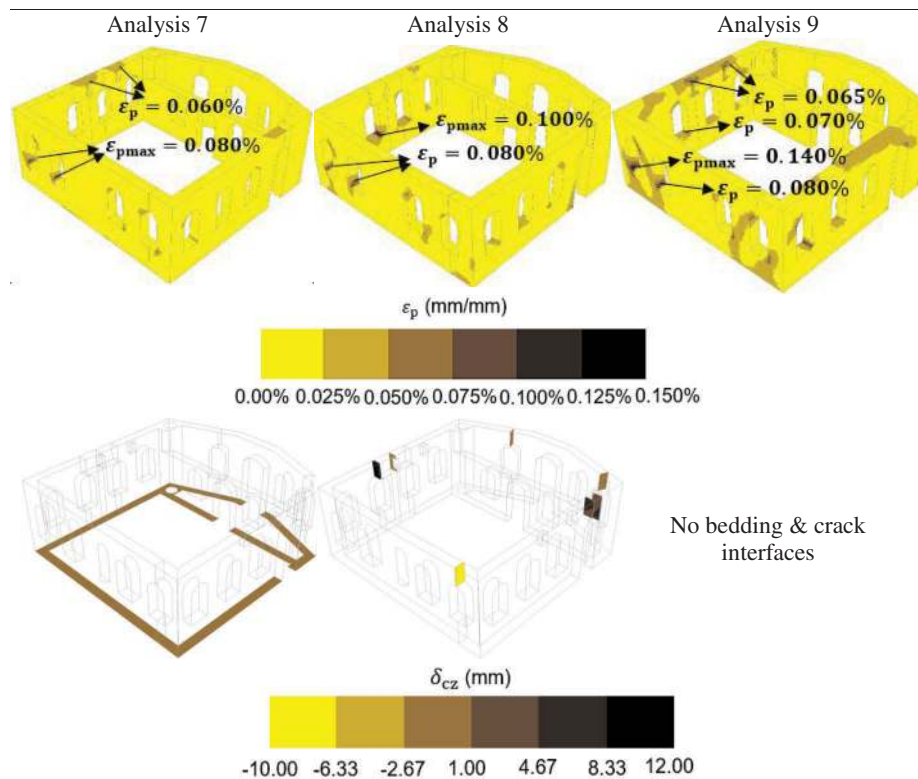 Analysis 7
Analysis 8
Analysis 9
εp = 0.060%
εpmax = 0.080%
εpmax = 0.100%
εp = 0.080%
εp = 0.065%
εp = 0.070%
εpmax = 0.140%
εp = 0.080%
εp (mm/mm)
0.00% 0.025% 0.050% 0.075% 0.100% 0.125% 0.150%
No bedding & crack
interfaces
δcz (mm)
-10.00 -6.33 -2.67 1.00 4.67 8.33 12.00